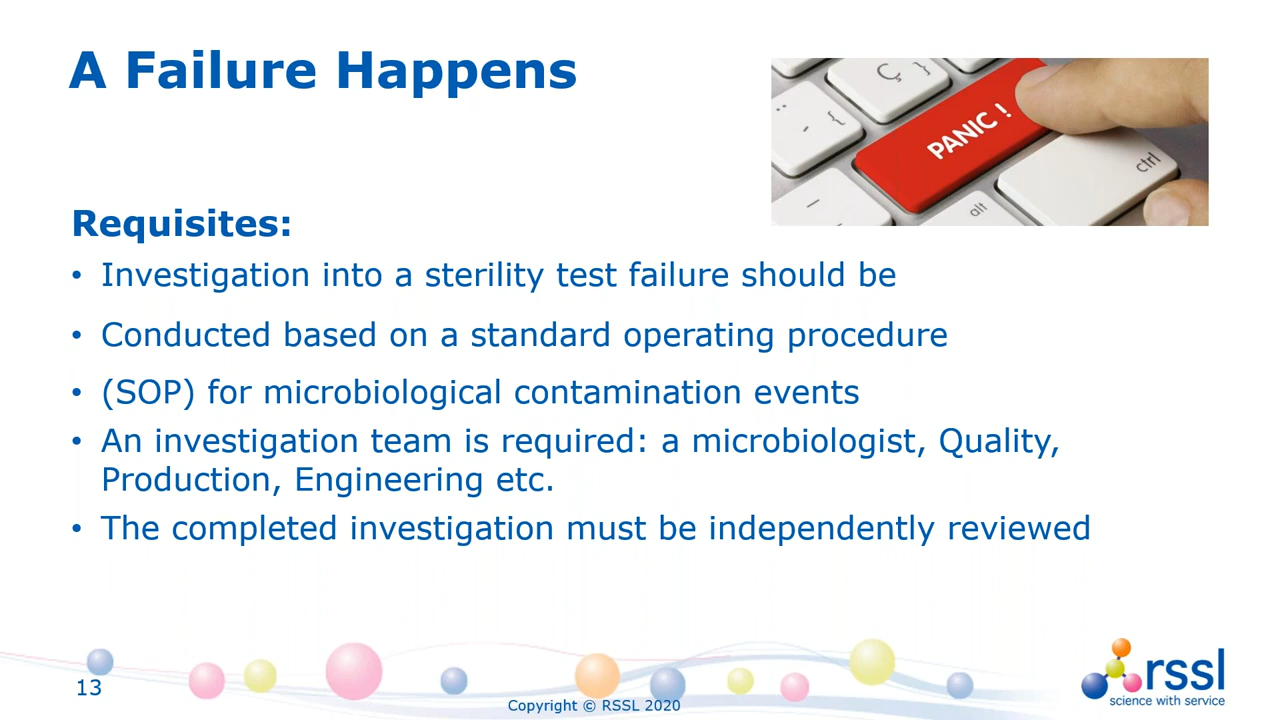 A Failure Happens
Ç }
PANIC !
ctrl
alt
Requisites:
• Investigation into a sterility test failure should be
• Conducted based on a standard operating procedure
• (SOP) for microbiological contamination events
• An investigation team is required: a microbiologist, Quality,
Production, Engineering etc.
• The completed investigation must be independently reviewed
13
Copyright © RSSL 2020
rssl
science with service